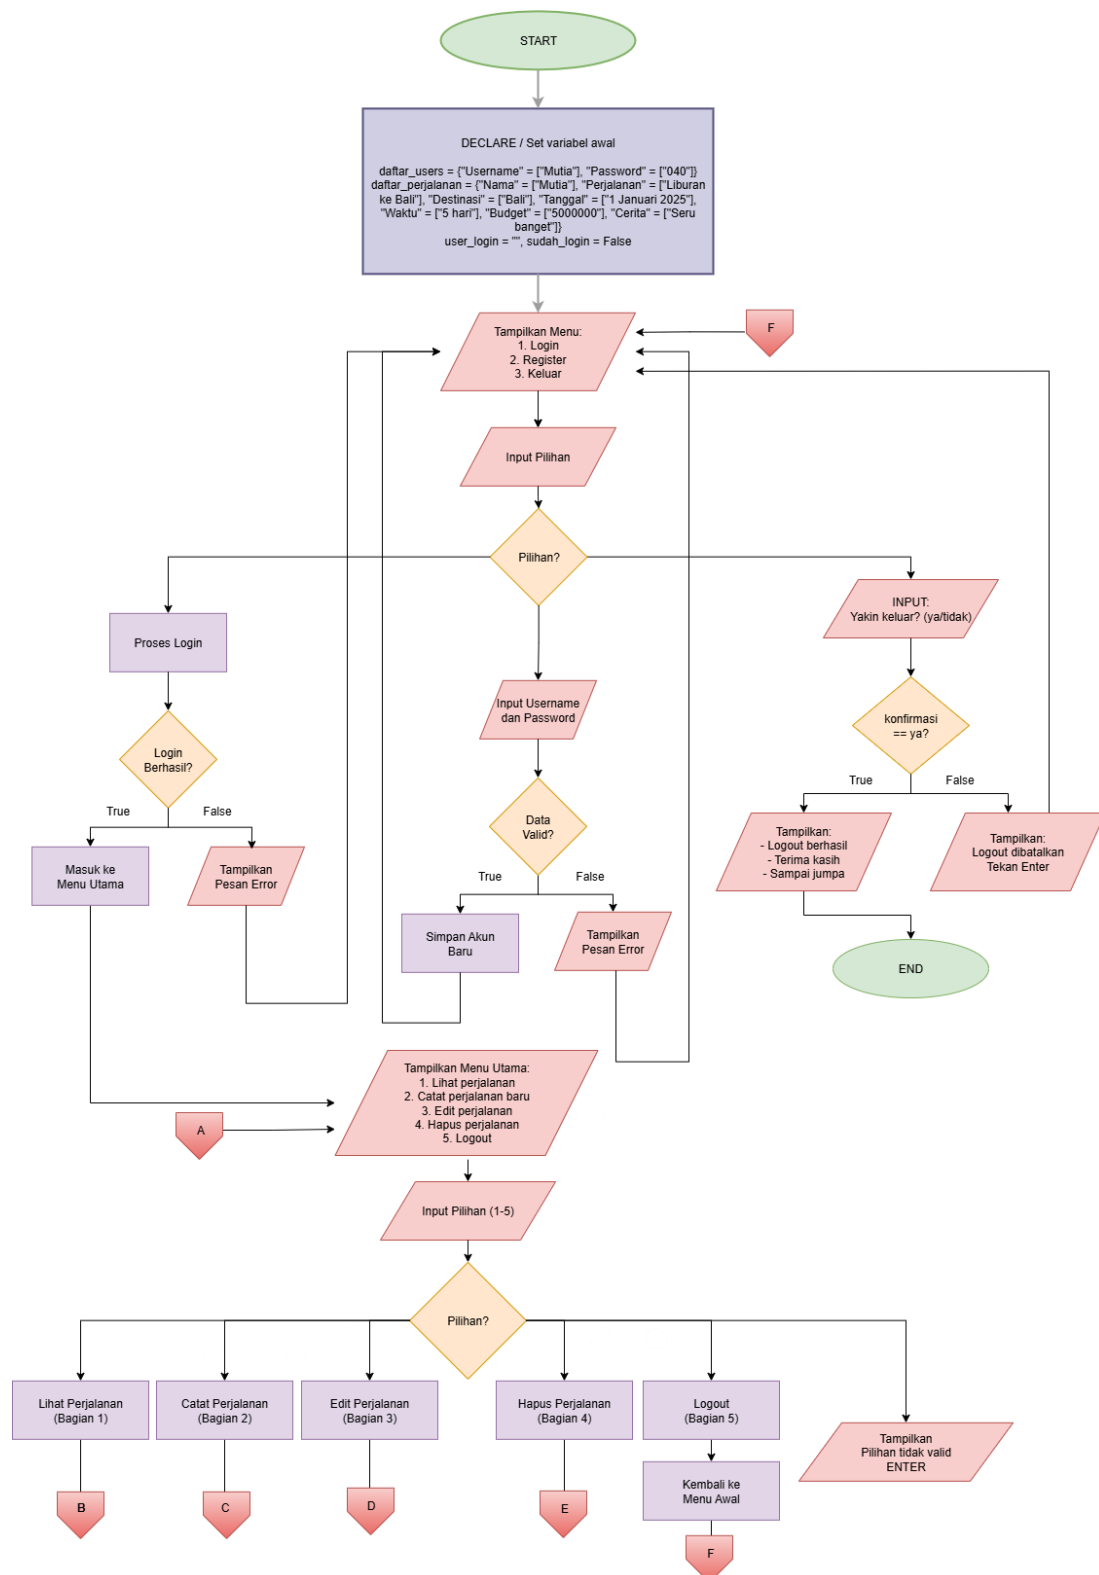 START
DECLARE / Set variabel awal
daftar_users = {"Username" = ["Mutia"], "Password" = ["040"]}
daftar_perjalanan = {"Nama" = ["Mutia"], "Perjalanan" = ["Liburan
ke Bali"], "Destinasi" = ["Bali"], "Tanggal" = ["1 Januari 2025"],
"Waktu" = ["5 hari"], "Budget" = ["5000000"], "Cerita" = ["Seru
banget"]}
user_login = "", sudah_login = False
Tampilkan Menu:
1. Login
2. Register
3. Keluar
F
Input Pilihan
Pilihan?
Proses Login
Login
Berhasil?
True
False
Masuk ke
Menu Utama
Tampilkan
Pesan Error
Input Username
dan Password
Data
Valid?
True
False
Simpan Akun
Baru
Tampilkan
Pesan Error
INPUT:
Yakin keluar? (ya/tidak)
konfirmasi
== ya?
True
False
Tampilkan:
- Logout berhasil
- Terima kasih
- Sampai jumpa
Tampilkan:
Logout dibatalkan
Tekan Enter
END
Tampilkan Menu Utama:
1. Lihat perjalanan
2. Catat perjalanan baru
3. Edit perjalanan
4. Hapus perjalanan
5. Logout
A
Input Pilihan (1-5)
Pilihan?
Lihat Perjalanan
(Bagian 1)
Catat Perjalanan
(Bagian 2)
Edit Perjalanan
(Bagian 3)
Hapus Perjalanan
(Bagian 4)
Logout
(Bagian 5)
Tampilkan
Pilihan tidak valid
ENTER
Kembali ke
Menu Awal
B
C
D
E
F